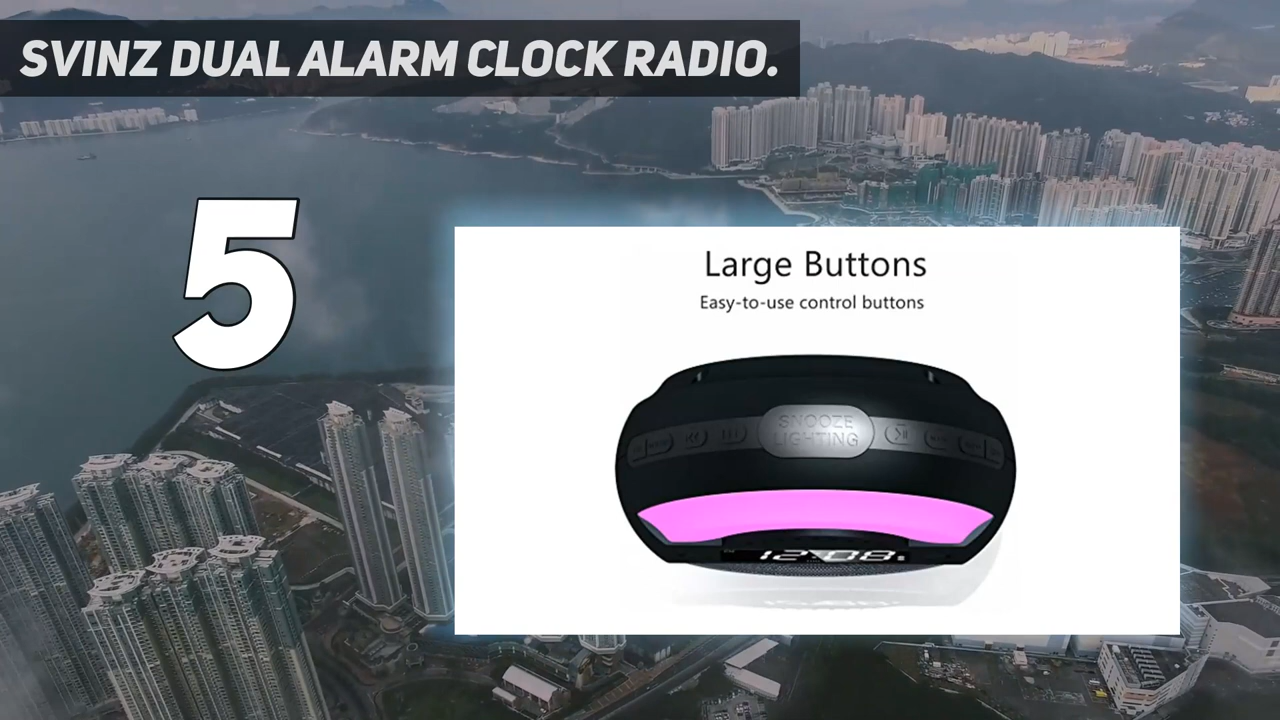 SVINZ DUAL ALARM CLOCK RADIO.
5
Large Buttons
Easy-to-use control buttons
SNOOZE
LIGHTING
12:08